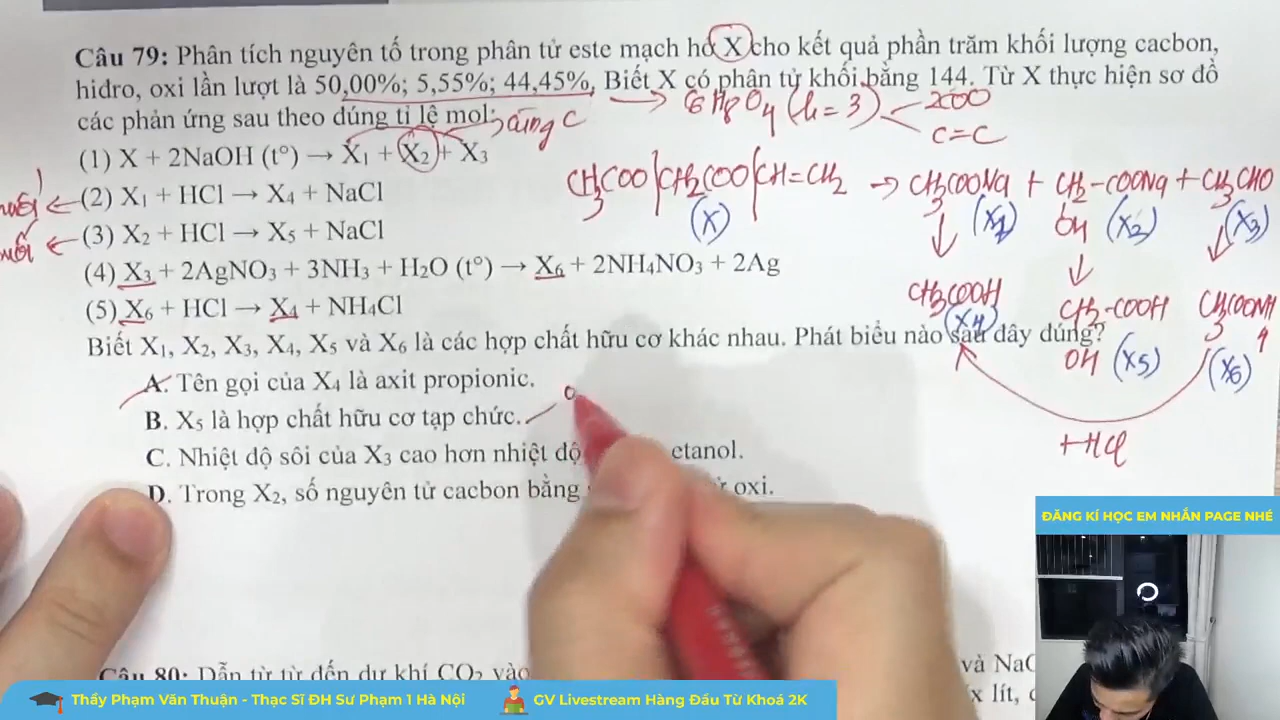 Câu 79: Phân tích nguyên tố trong phân tử este mạch hở X cho kết quả phần trăm khối lượng cacbon,
hidro, oxi lần lượt là 50,00%; 5,55%; 44,45%. Biết X có phân tử khối bằng 144. Từ X thực hiện sơ đồ
C6H8O4 (k=3)
2COO
C=C
các phản ứng sau theo đúng tỉ lệ mol:
cùng C
(1) X + 2NaOH (t°) → X₁ + X₂ + X₃
CH3COO|CH2COO|CH=CH2 → CH3COONa + CH2-COONa + CH3CHO
(X)
OH
(X1) (X2) (X3)
muối ← (2) X₁ + HCl → X₄ + NaCl
muối ← (3) X₂ + HCl → X₅ + NaCl
(4) X₃ + 2AgNO₃ + 3NH₃ + H₂O (t°) → X₆ + 2NH₄NO₃ + 2Ag
CH3COOH CH2-COOH CH3COONH4
(X4) OH (X5) (X6)
(5) X₆ + HCl → X₄ + NH₄Cl
Biết X₁, X₂, X₃, X₄, X₅ và X₆ là các hợp chất hữu cơ khác nhau. Phát biểu nào sau đây đúng?
+HCl
A. Tên gọi của X₄ là axit propionic.
B. X₅ là hợp chất hữu cơ tạp chức.
C. Nhiệt độ sôi của X₃ cao hơn nhiệt độ etanol.
D. Trong X₂, số nguyên tử cacbon bằng oxi.
Câu 80: Dẫn từ từ đến dư khí CO₂ vào
và
lít,
ĐĂNG KÍ HỌC EM NHẮN PAGE NHÉ
Thầy Phạm Văn Thuận - Thạc Sĩ ĐH Sư Phạm 1 Hà Nội
GV Livestream Hàng Đầu Từ Khoá 2K